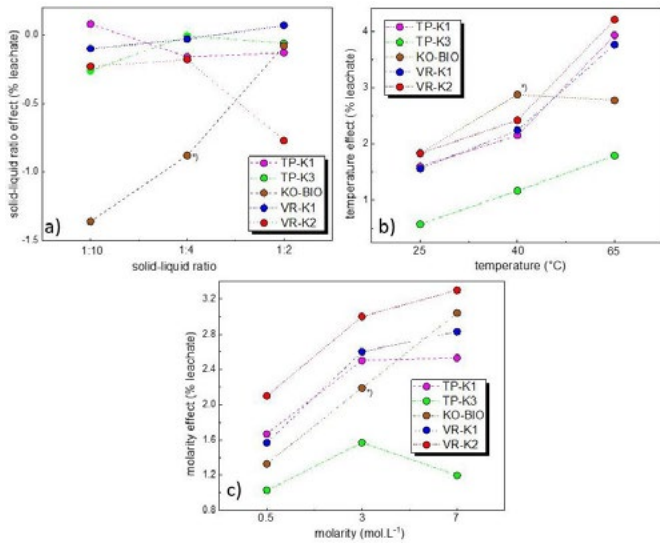 0.0
-0.5
-1.0
-1.5
solid-liquid ratio effect (% leachate)
*)
TP-K1
TP-K3
KO-BIO
VR-K1
VR-K2
a)
1:10
1:4
1:2
solid-liquid ratio
4
3
2
1
temperature effect (% leachate)
TP-K1
TP-K3
KO-BIO
VR-K1
VR-K2
*)
b)
25
40
65
temperature (°C)
3.2
2.8
2.4
2.0
1.6
1.2
0.8
molarity effect (% leachate)
*)
TP-K1
TP-K3
KO-BIO
VR-K1
VR-K2
c)
0.5
3
7
molarity (mol.L⁻¹)